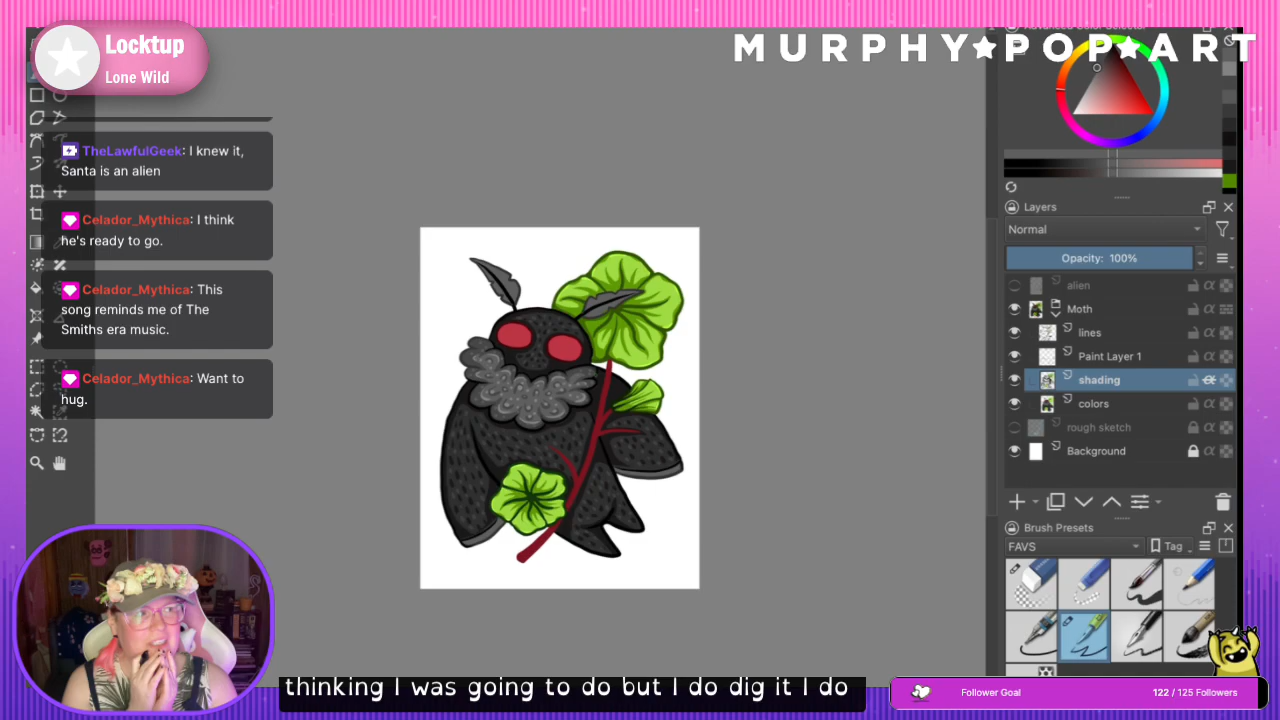 Locktup
Lone Wild
MURPHY★POP★ART
TheLawfulGeek: I knew it,
Santa is an alien
Celador_Mythica: I think
he's ready to go.
Celador_Mythica: This
song reminds me of The
Smiths era music.
Celador_Mythica: Want to
hug.
Layers
Normal
Opacity: 100%
alien
Moth
lines
Paint Layer 1
shading
colors
rough sketch
Background
Brush Presets
FAVS
Tag
thinking I was going to do but I do dig it I do
Follower Goal
122 / 125 Followers